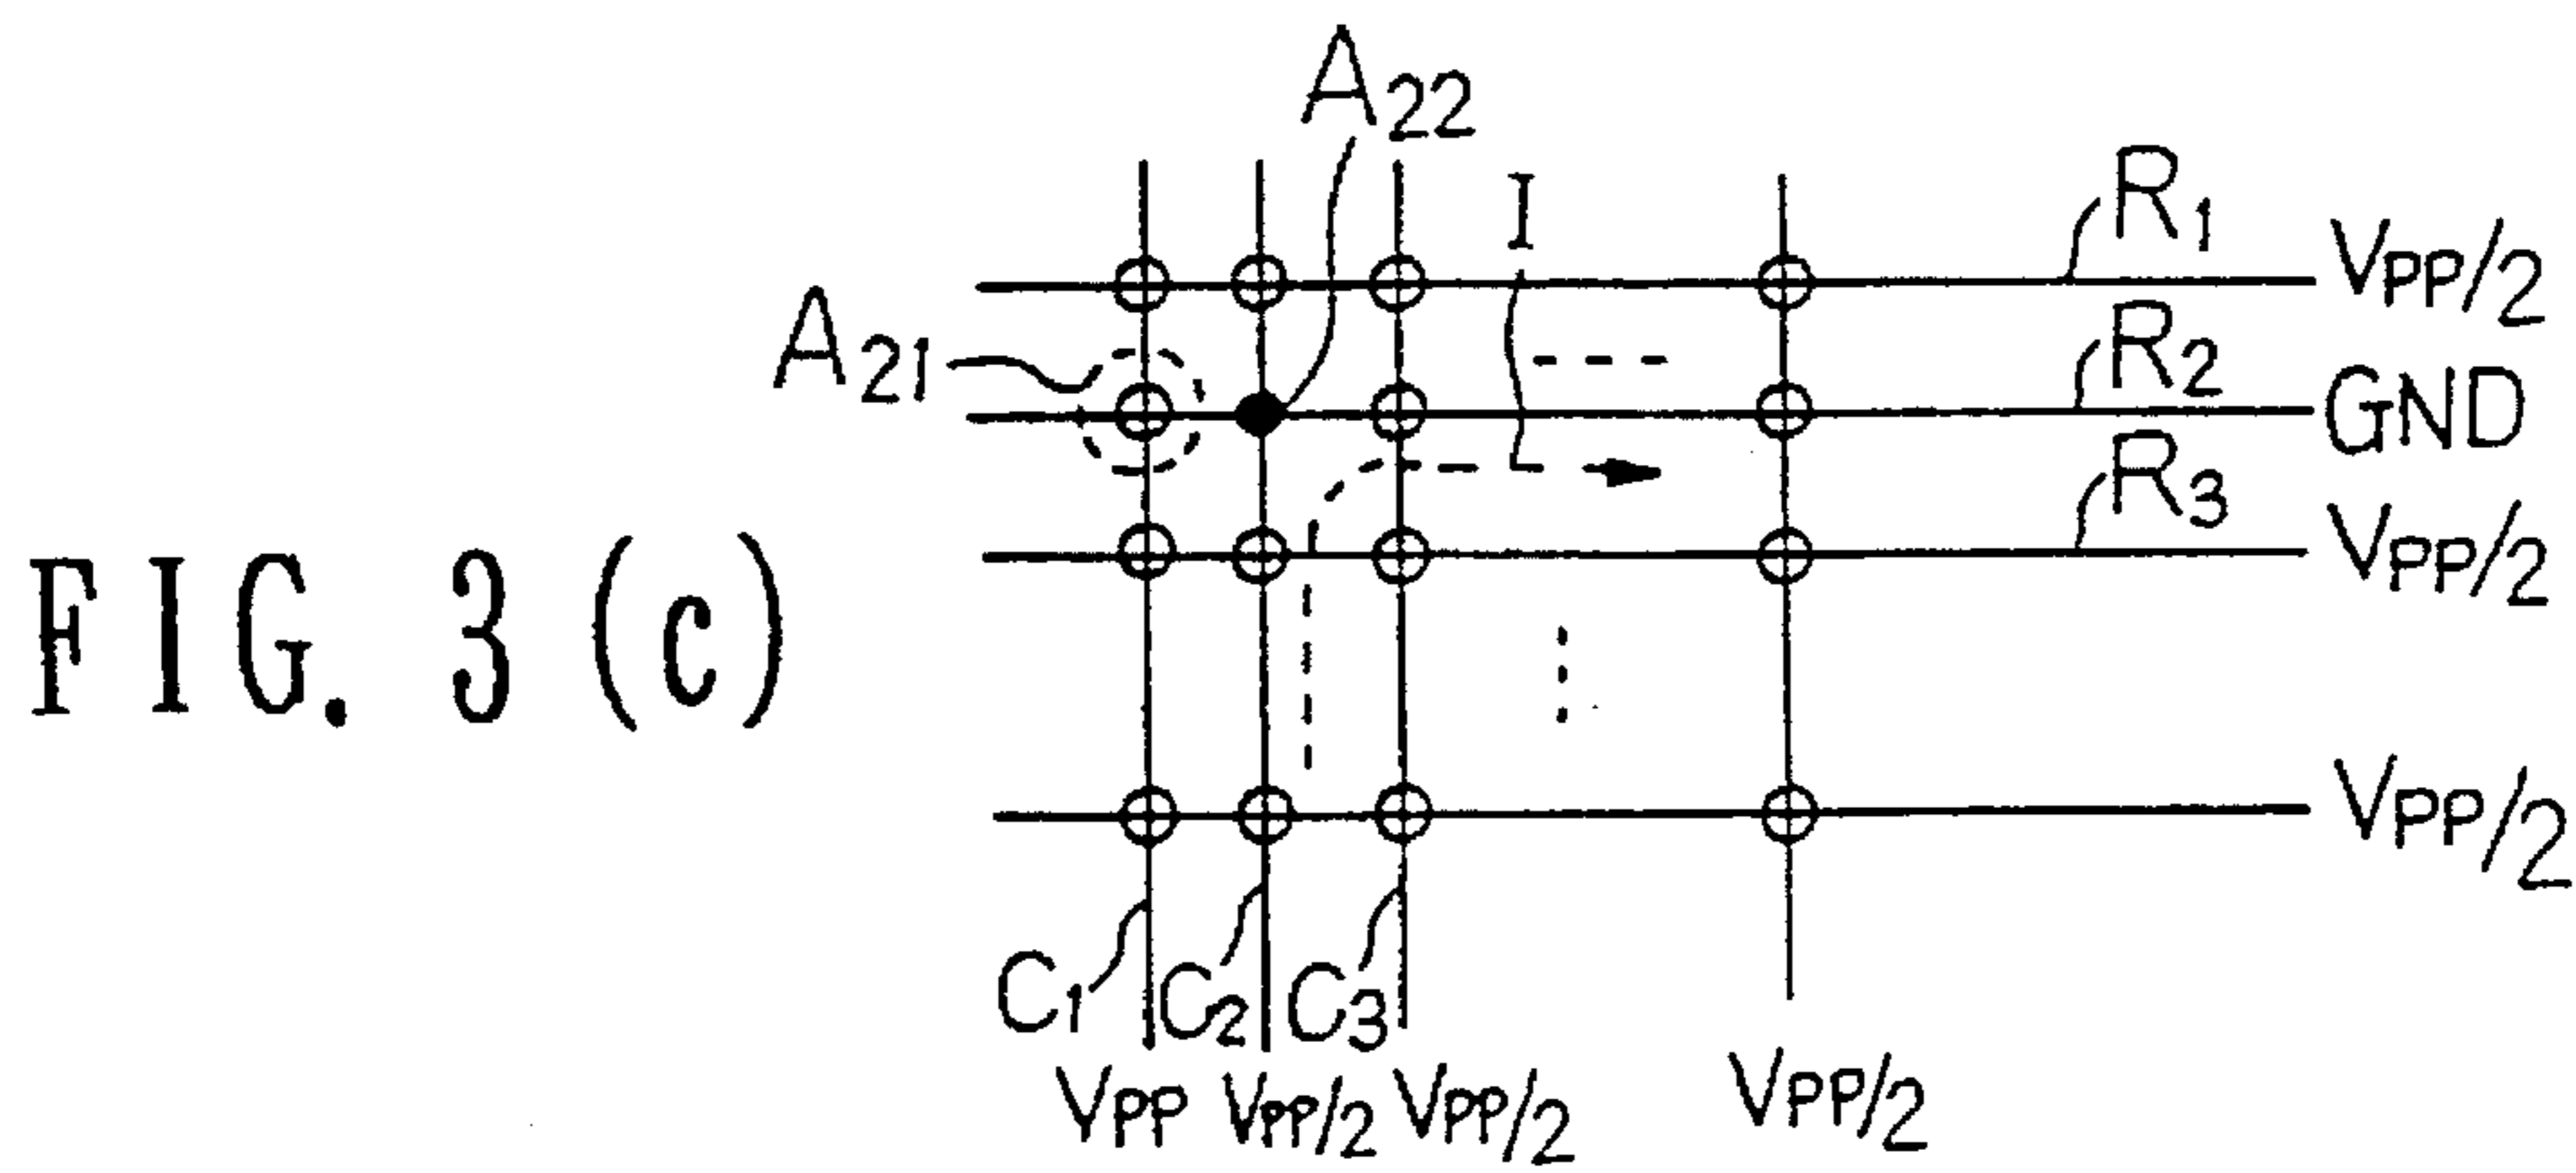 A22
I
R1
VPP/2
A21
R2
GND
R3
VPP/2
FIG. 3 (c)
VPP/2
C1 C2 C3
VPP VPP/2 VPP/2 VPP/2